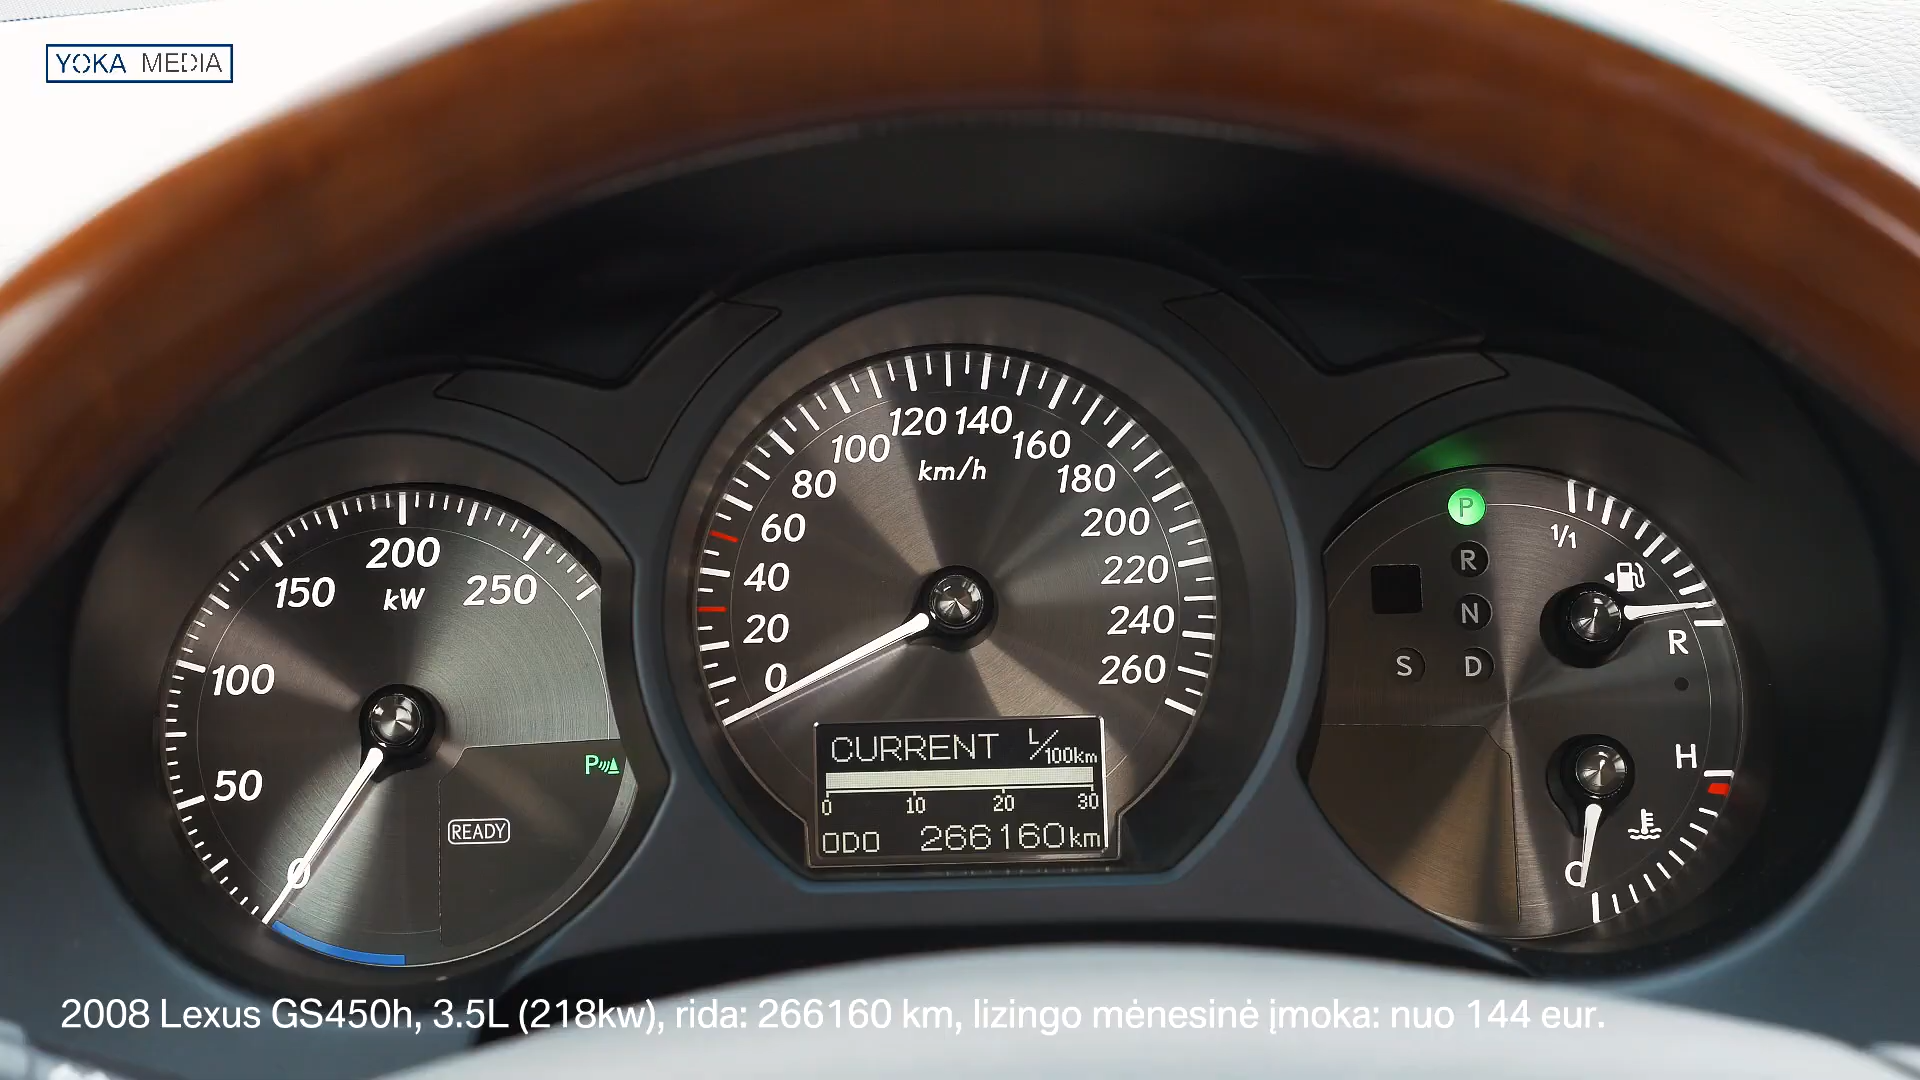 YOKA MEDIA
120 140
100 160
km/h
80 180
60 200
40 220
20 240
0 260
200
150 kW 250
100
50
0
READY
P
CURRENT L/100km
0 10 20 30
ODO 266160km
P
R
N
S D
1/1
R
H
C
2008 Lexus GS450h, 3.5L (218kw), rida: 266160 km, lizingo mėnesinė įmoka: nuo 144 eur.